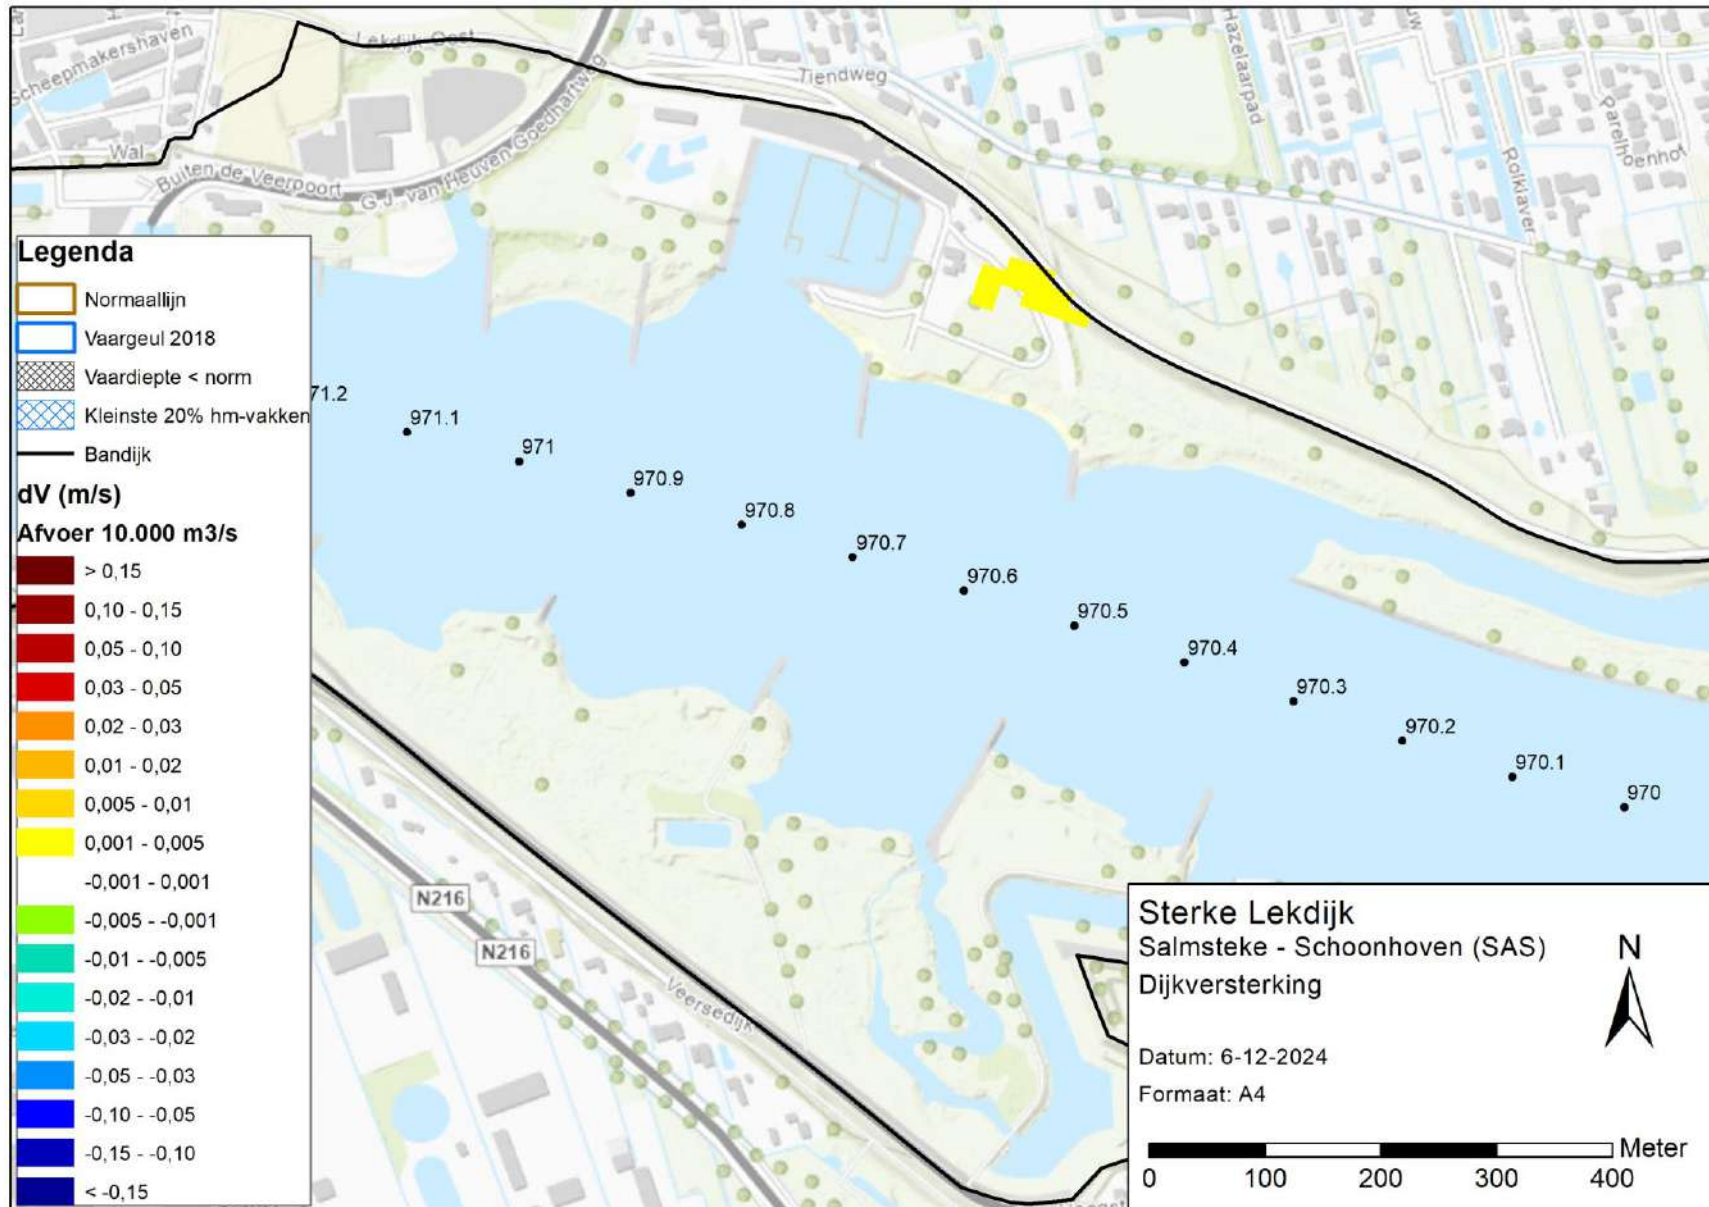 Scheepmakershaven
Lekdijk Oost
Wal
Buiten de Veerpoort
G.J. van Heuven Goedhartweg
Tiendweg
Hazelaarpad
Rolklaver
Parelhoenhof
Legenda
Normaallijn
Vaargeul 2018
Vaardiepte < norm
Kleinste 20% hm-vakken
Bandijk
dV (m/s)
Afvoer 10.000 m3/s
> 0,15
0,10 - 0,15
0,05 - 0,10
0,03 - 0,05
0,02 - 0,03
0,01 - 0,02
0,005 - 0,01
0,001 - 0,005
-0,001 - 0,001
-0,005 - -0,001
-0,01 - -0,005
-0,02 - -0,01
-0,03 - -0,02
-0,05 - -0,03
-0,10 - -0,05
-0,15 - -0,10
< -0,15
71.2
971.1
971
970.9
970.8
970.7
970.6
970.5
970.4
970.3
970.2
970.1
970
N216
N216
Veersedijk
Sterke Lekdijk
Salmsteke - Schoonhoven (SAS)
Dijkversterking
N
Datum: 6-12-2024
Formaat: A4
Meter
0 100 200 300 400